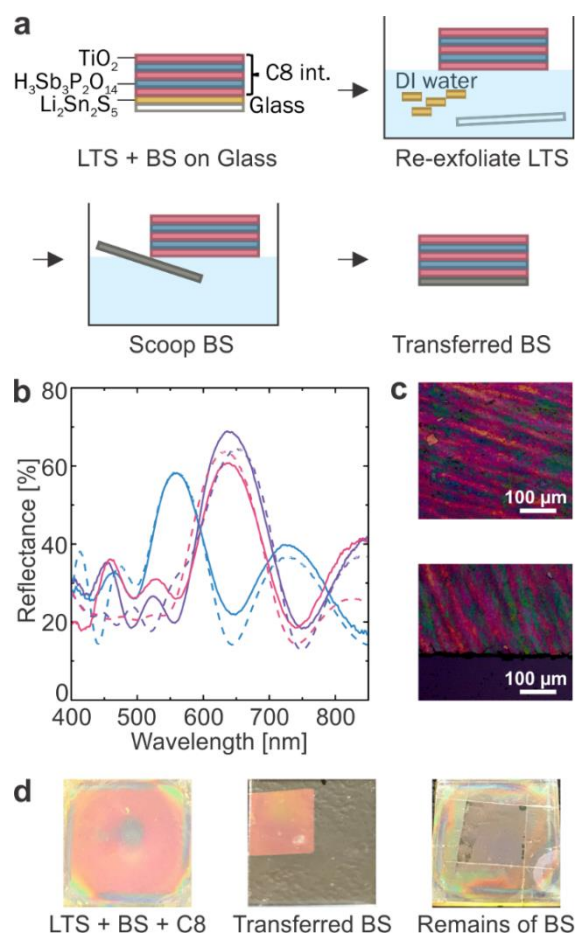 a
TiO2
H3Sb3P2O14
Li2Sn2S5
C8 int.
Glass
LTS + BS on Glass
DI water
Re-exfoliate LTS
Scoop BS
Transferred BS
b
80
60
40
20
0
Reflectance [%]
400 500 600 700 800
Wavelength [nm]
c
100 µm
100 µm
d
LTS + BS + C8
Transferred BS
Remains of BS